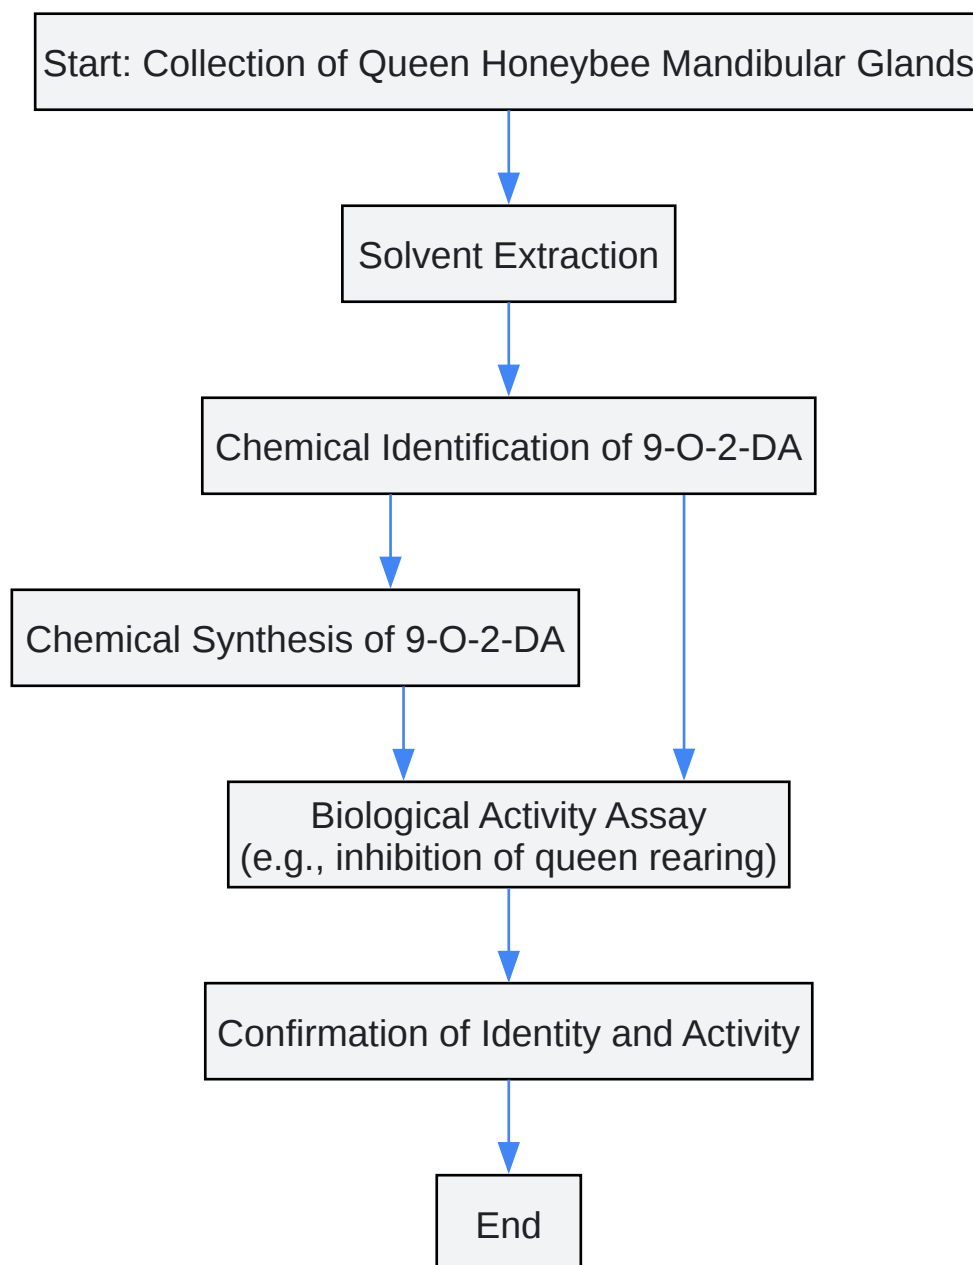 Start: Collection of Queen Honeybee Mandibular Glands
Solvent Extraction
Chemical Identification of 9-O-2-DA
Chemical Synthesis of 9-O-2-DA
Biological Activity Assay
(e.g., inhibition of queen rearing)
Confirmation of Identity and Activity
End